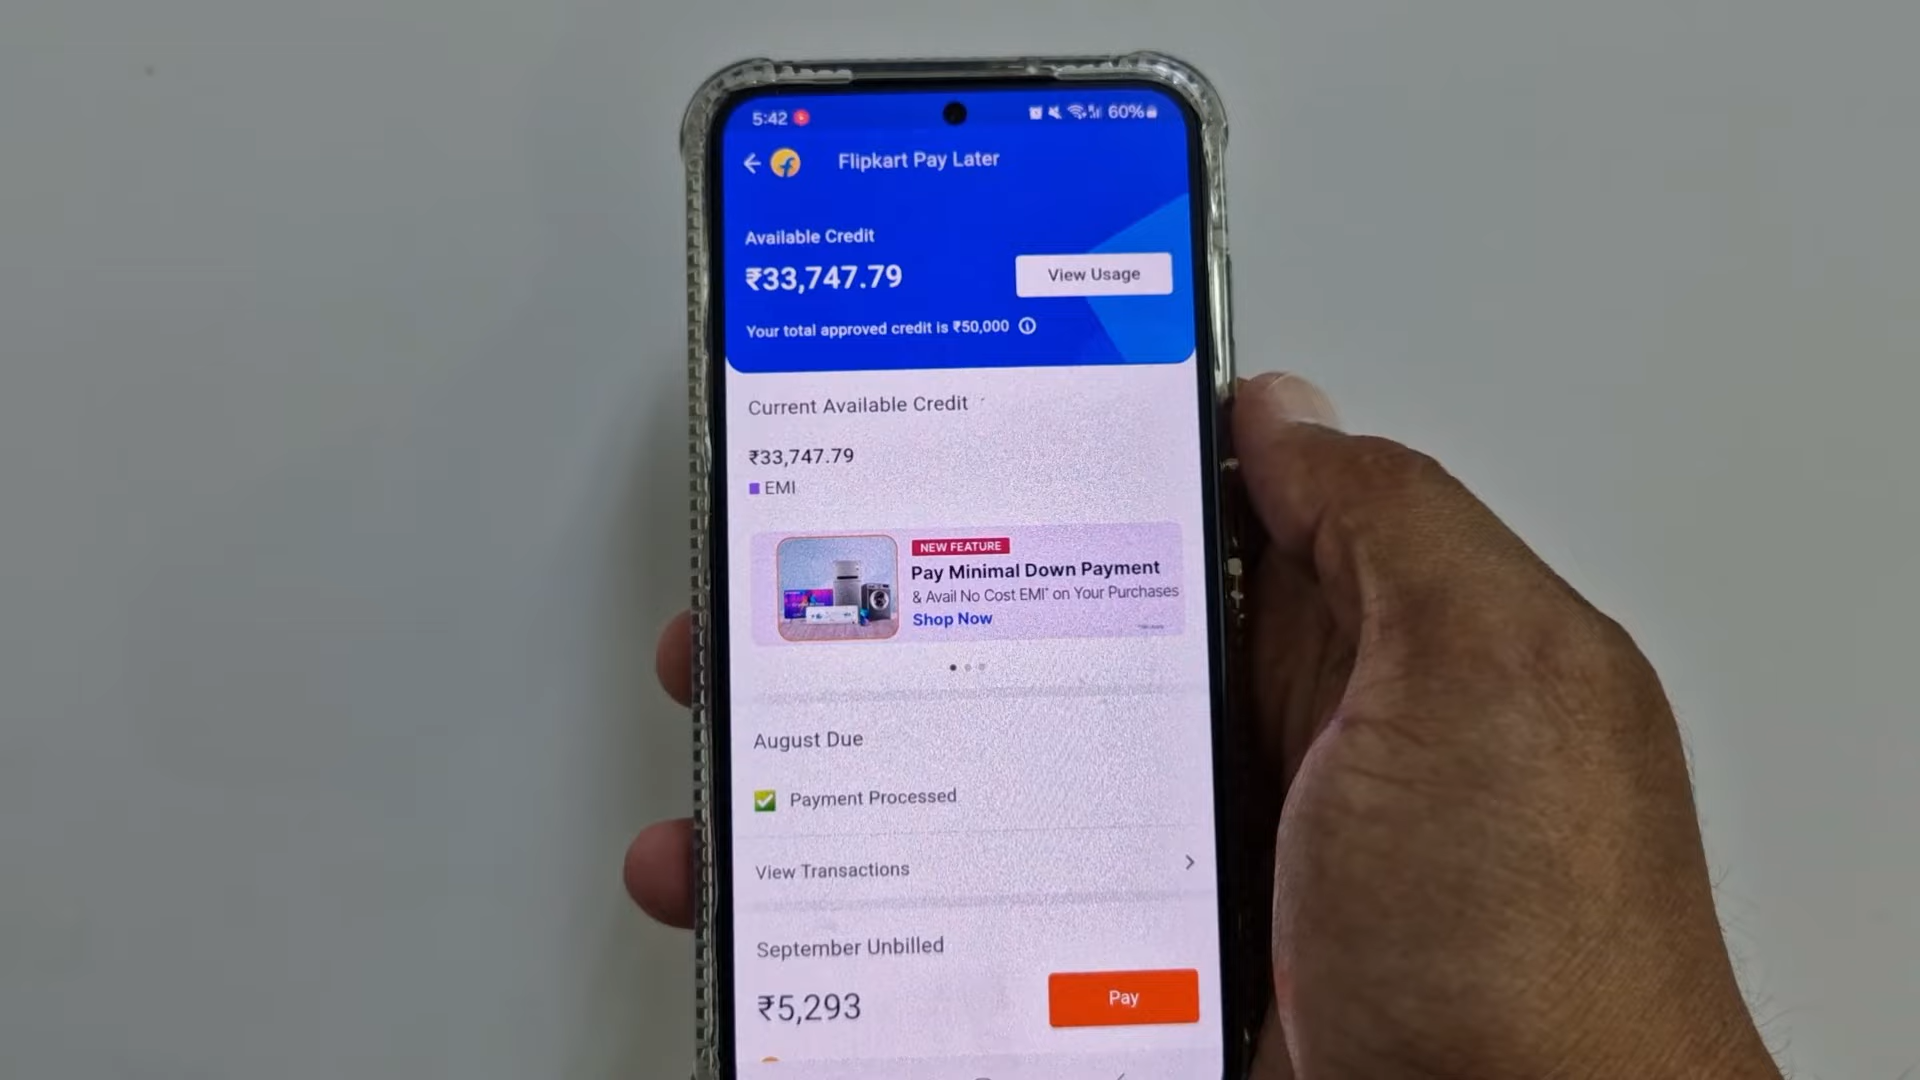 5:42
60%
Flipkart Pay Later
Available Credit
₹33,747.79
View Usage
Your total approved credit is ₹50,000
Current Available Credit
₹33,747.79
EMI
NEW FEATURE
Pay Minimal Down Payment
& Avail No Cost EMI* on Your Purchases
Shop Now
August Due
Payment Processed
View Transactions
September Unbilled
₹5,293
Pay